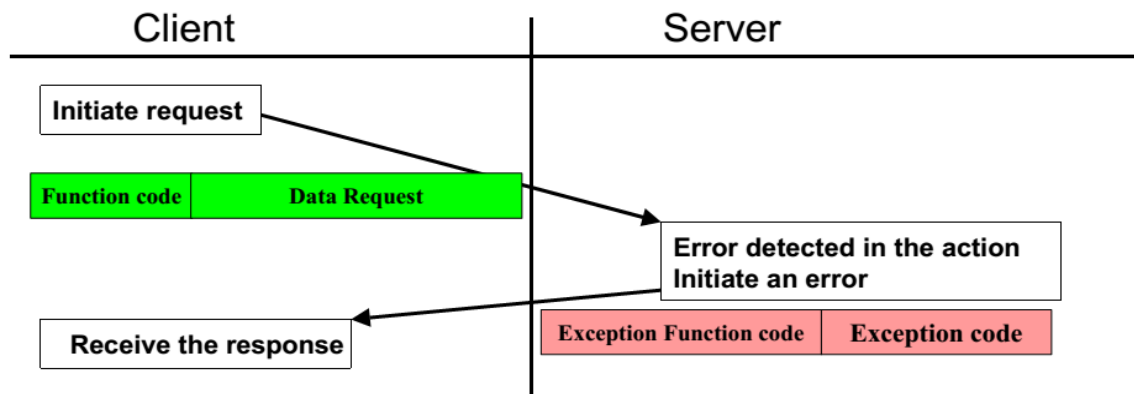 Client
Server
Initiate request
Function code
Data Request
Error detected in the action
Initiate an error
Exception Function code
Exception code
Receive the response